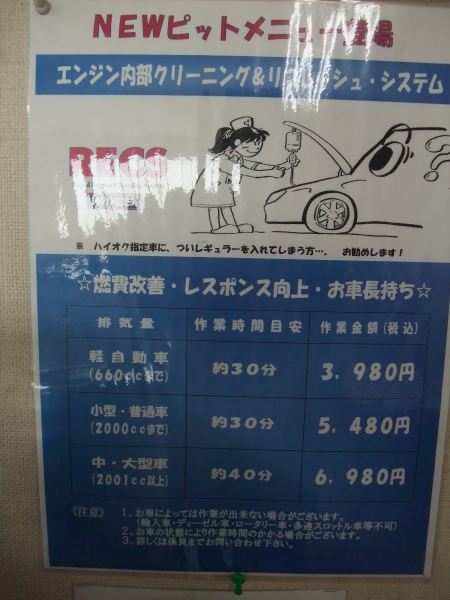 NEWピットメニュー登場
エンジン内部クリーニング&リフレッシュ・システム
RECS
※ ハイオク指定車に、ついレギュラーを入れてしまう方…。 お勧めします!
☆燃費改善・レスポンス向上・お車長持ち☆
排気量 作業時間目安 作業金額(税込)
軽自動車
(660ccまで) 約30分 3,980円
小型・普通車
(2000ccまで) 約30分 5,480円
中・大型車
(2001cc以上) 約40分 6,980円
《注意》 1、お車によっては作業が出来ない場合がございます。
(輸入車・ディーゼル車・ロータリー車・多連スロットル車等不可)
2、お車の状態により作業時間のかかる場合がございます。
3、詳しくは係員までお問い合わせ下さい。